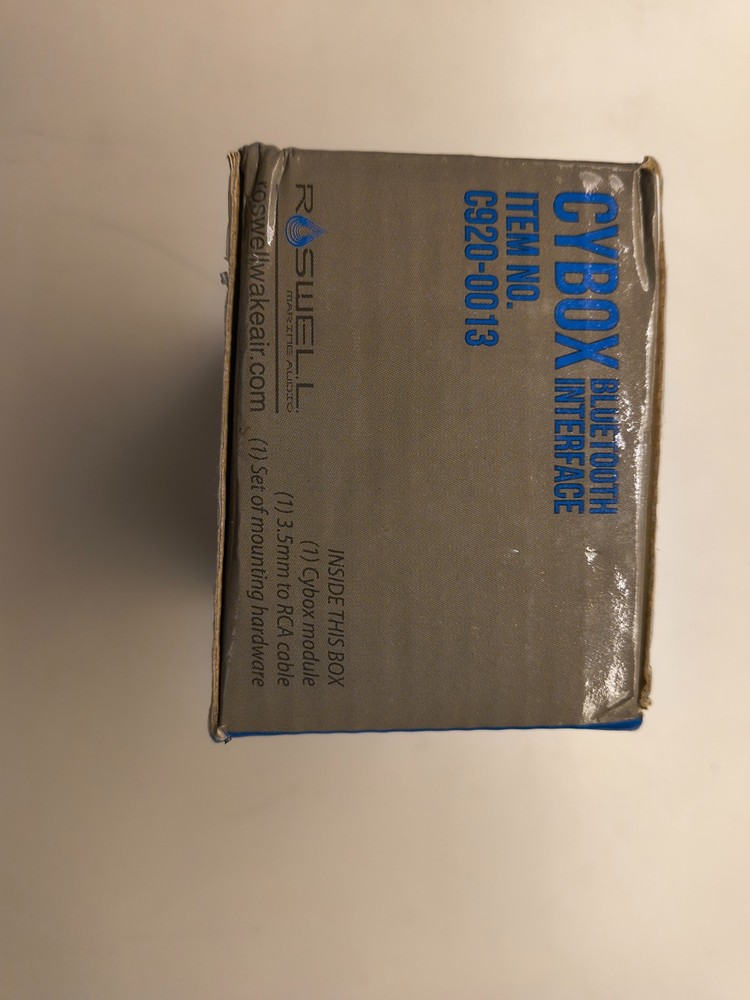 CYBOX BLUETOOTH
INTERFACE
ITEM NO.
C920-0013
INSIDE THIS BOX
(1) Cybox module
(1) 3.5mm to RCA cable
(1) Set of mounting hardware
ROSWELL
MARINE AUDIO
roswellwakeair.com